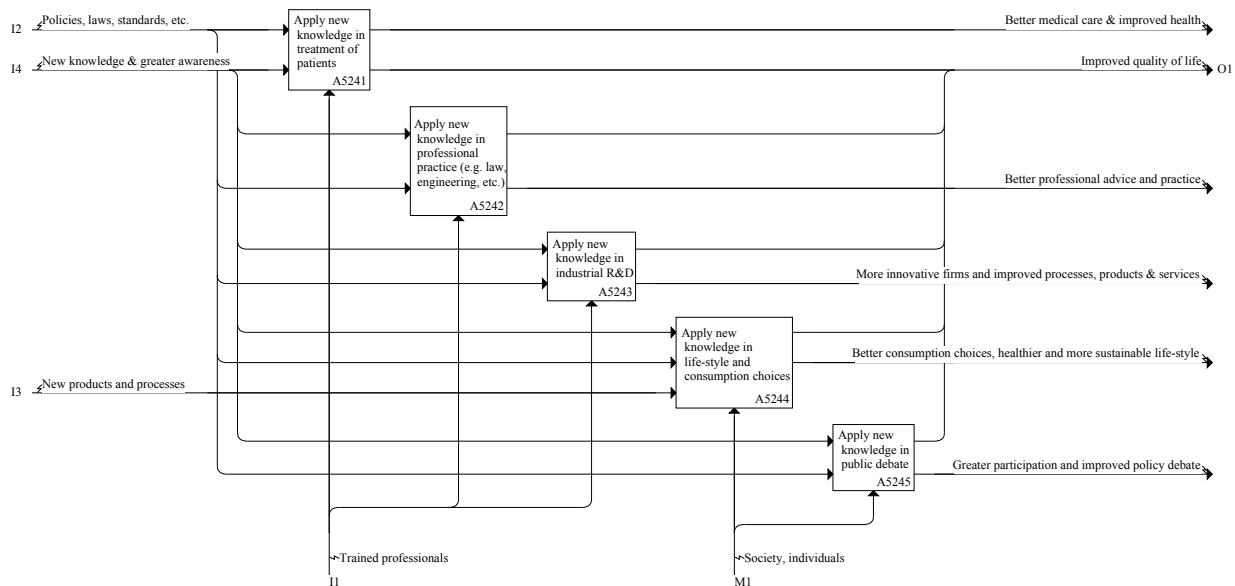 I2
Policies, laws, standards, etc.
I4
New knowledge & greater awareness
Apply new
knowledge in
treatment of
patients
A5241
Better medical care & improved health
Improved quality of life
O1
Apply new
knowledge in
professional
practice (e.g. law,
engineering, etc.)
A5242
Better professional advice and practice
Apply new
knowledge in
industrial R&D
A5243
More innovative firms and improved processes, products & services
Apply new
knowledge in
life-style and
consumption choices
A5244
Better consumption choices, healthier and more sustainable life-style
I3
New products and processes
Apply new
knowledge in
public debate
A5245
Greater participation and improved policy debate
Trained professionals
I1
Society, individuals
M1